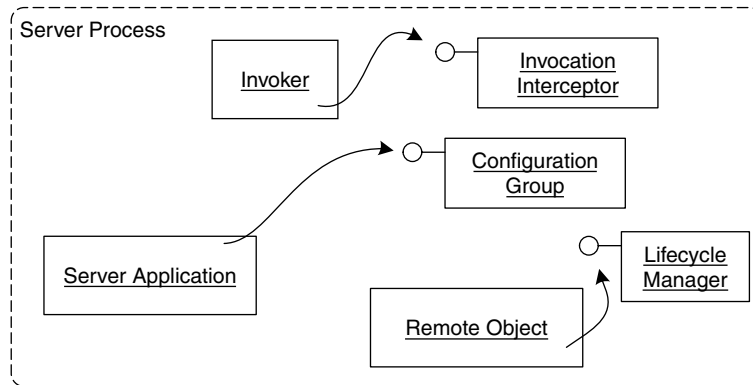 Server Process
Invoker
Invocation
Interceptor
Configuration
Group
Server Application
Lifecycle
Manager
Remote Object